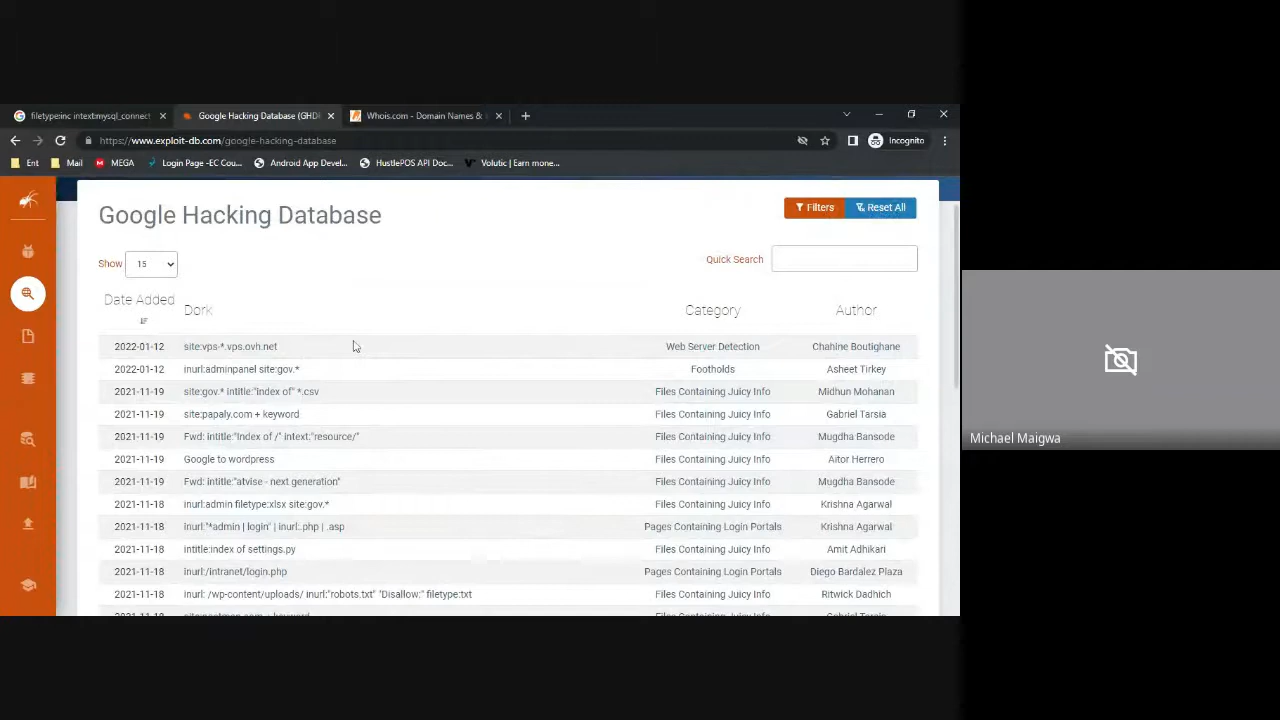 filetype:inc intext:mysql_connect
Google Hacking Database (GHD
Whois.com - Domain Names &
https://www.exploit-db.com/google-hacking-database
Incognito
Ent
Mail
MEGA
Login Page -EC Cou...
Android App Devel...
HustlePOS API Doc...
Volutic | Earn mone...
Google Hacking Database
Filters
Reset All
Show 15
Quick Search
Date Added Dork Category Author
2022-01-12 site:vps-*.vps.ovh.net Web Server Detection Chahine Boutighane
2022-01-12 inurl:adminpanel site:gov.* Footholds Asheet Tirkey
2021-11-19 site:gov.* intitle:"index of" *.csv Files Containing Juicy Info Midhun Mohanan
2021-11-19 site:papaly.com + keyword Files Containing Juicy Info Gabriel Tarsia
2021-11-19 Fwd: intitle:"Index of /" intext:"resource/" Files Containing Juicy Info Mugdha Bansode
2021-11-19 Google to wordpress Files Containing Juicy Info Aitor Herrero
2021-11-19 Fwd: intitle:"atvise - next generation" Files Containing Juicy Info Mugdha Bansode
2021-11-18 inurl:admin filetype:xlsx site:gov.* Files Containing Juicy Info Krishna Agarwal
2021-11-18 inurl:"*admin | login" | inurl:.php | .asp Pages Containing Login Portals Krishna Agarwal
2021-11-18 intitle:index of settings.py Files Containing Juicy Info Amit Adhikari
2021-11-18 inurl:/intranet/login.php Pages Containing Login Portals Diego Bardalez Plaza
2021-11-18 inurl: /wp-content/uploads/ inurl:"robots.txt" "Disallow:" filetype:txt Files Containing Juicy Info Ritwick Dadhich
Michael Maigwa